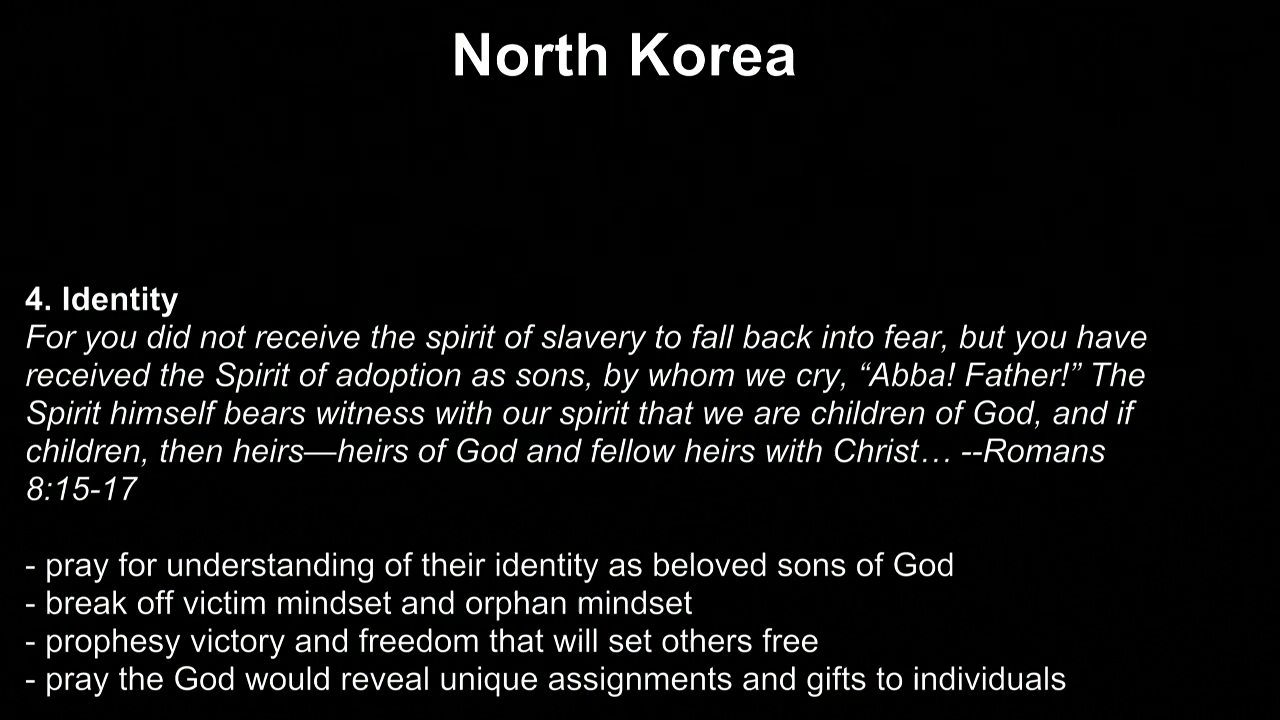 North Korea
4. Identity
For you did not receive the spirit of slavery to fall back into fear, but you have
received the Spirit of adoption as sons, by whom we cry, “Abba! Father!” The
Spirit himself bears witness with our spirit that we are children of God, and if
children, then heirs—heirs of God and fellow heirs with Christ… --Romans
8:15-17
- pray for understanding of their identity as beloved sons of God
- break off victim mindset and orphan mindset
- prophesy victory and freedom that will set others free
- pray the God would reveal unique assignments and gifts to individuals